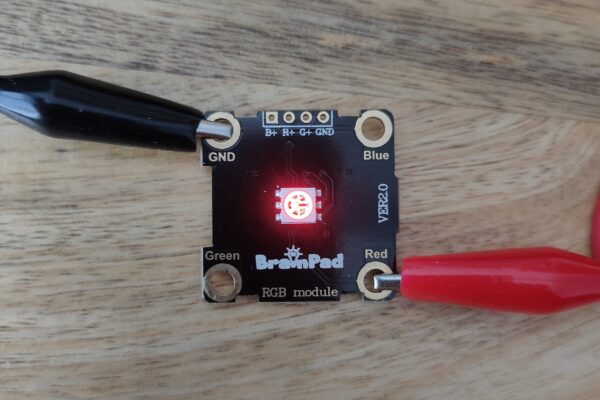 B+ R+ G+ GND
GND
Blue
VER2.0
Green
Red
BrainPad
RGB module